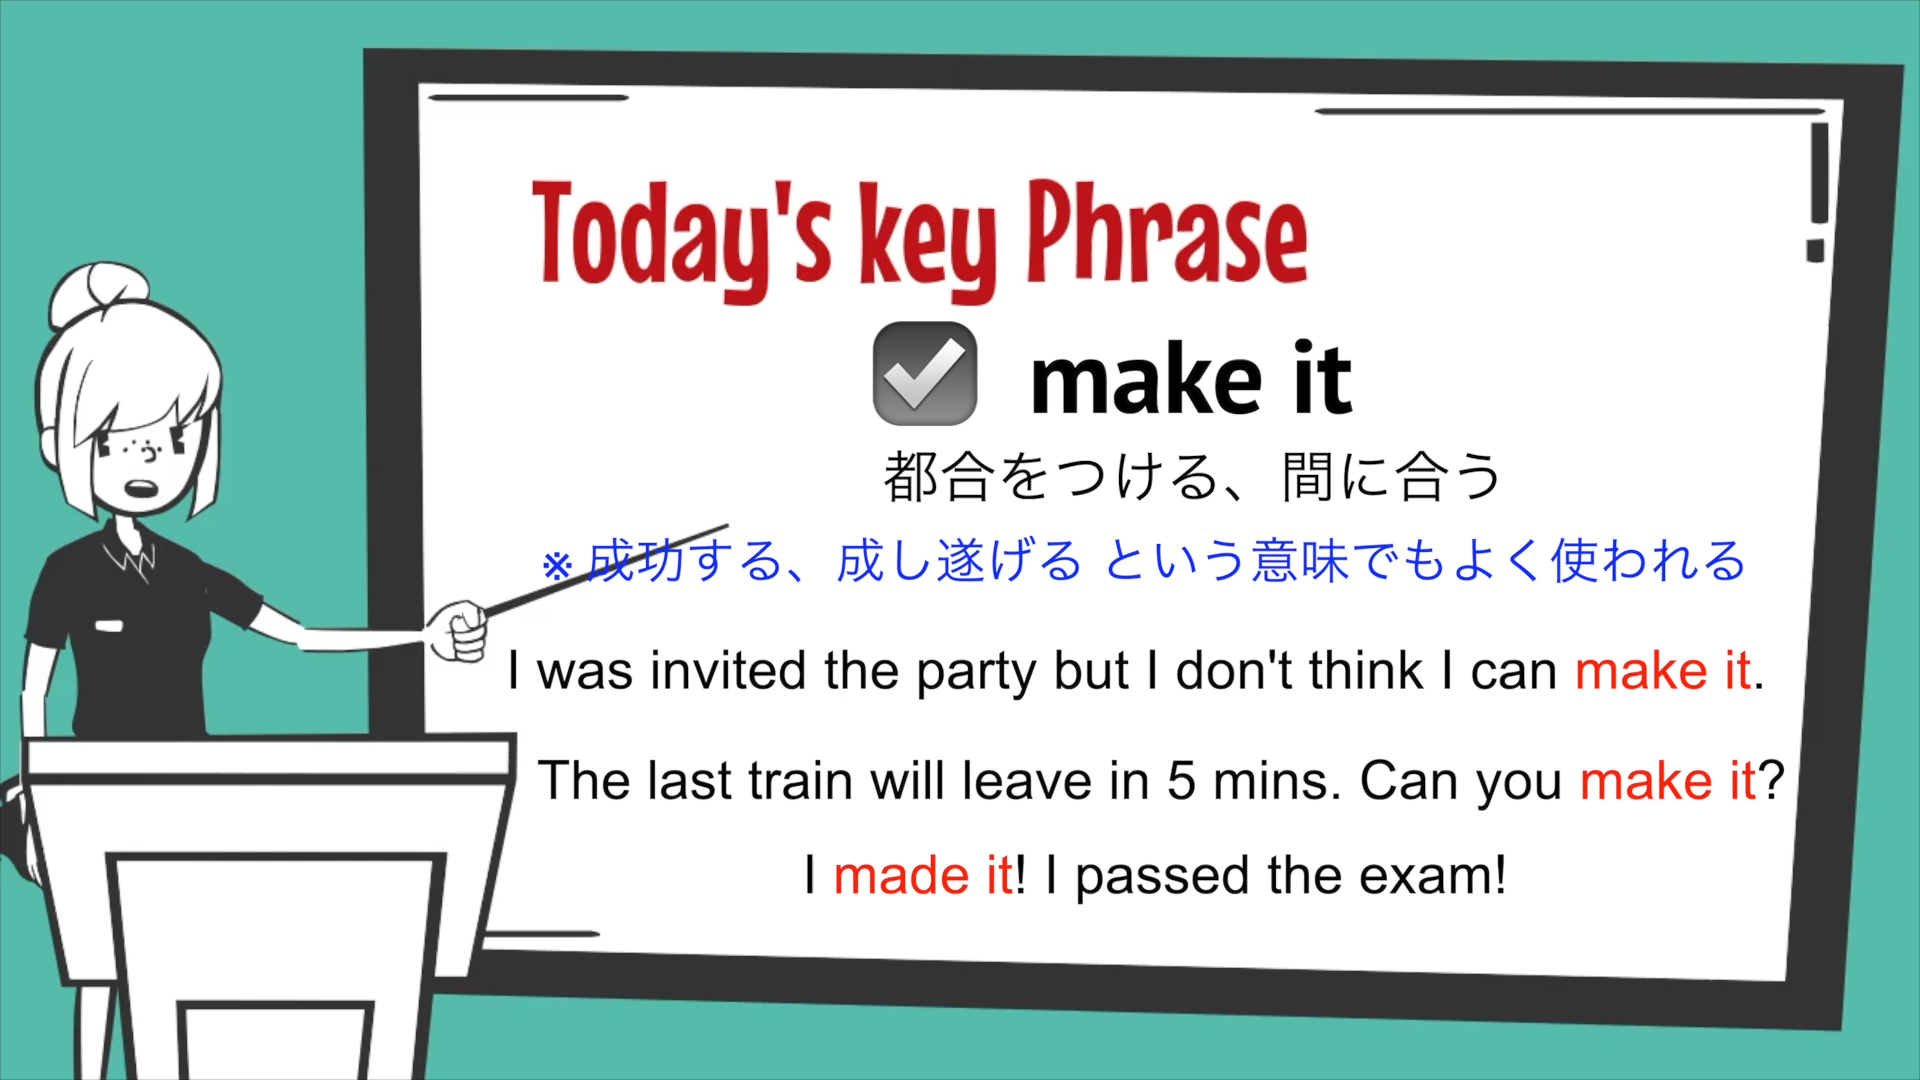 Today's key Phrase
make it
都合をつける、間に合う
※ 成功する、成し遂げる という意味でもよく使われる
I was invited the party but I don't think I can make it.
The last train will leave in 5 mins. Can you make it?
I made it! I passed the exam!